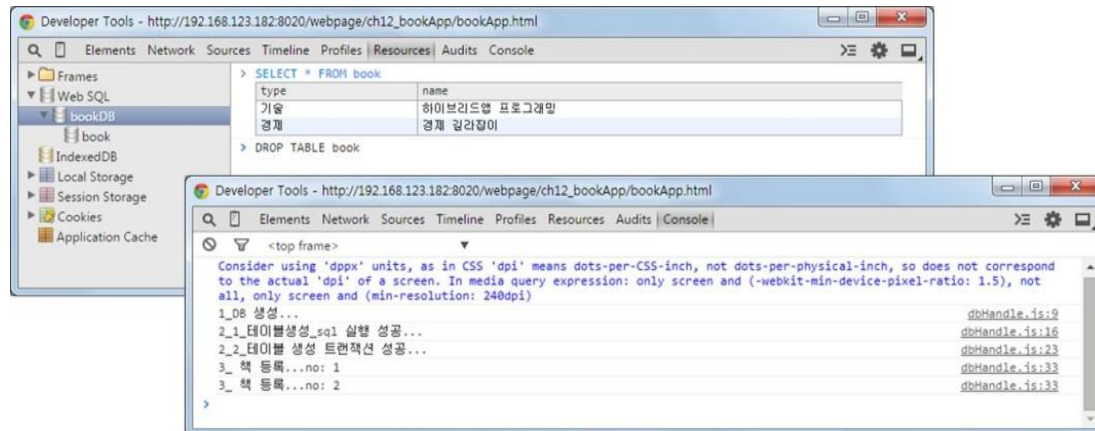 Developer Tools - http://192.168.123.182:8020/webpage/ch12_bookApp/bookApp.html
Elements Network Sources Timeline Profiles Resources Audits Console
Frames
Web SQL
bookDB
book
IndexedDB
Local Storage
Session Storage
Cookies
Application Cache
> SELECT * FROM book
type name
기술 하이브리드앱 프로그래밍
경제 경제 길라잡이
> DROP TABLE book
Developer Tools - http://192.168.123.182:8020/webpage/ch12_bookApp/bookApp.html
Elements Network Sources Timeline Profiles Resources Audits Console
<top frame>
Consider using 'dppx' units, as in CSS 'dpi' means dots-per-CSS-inch, not dots-per-physical-inch, so does not correspond
to the actual 'dpi' of a screen. In media query expression: only screen and (-webkit-min-device-pixel-ratio: 1.5), not
all, only screen and (min-resolution: 240dpi)
1_DB 생성... dbHandle.js:9
2_1_테이블생성_sql 실행 성공... dbHandle.js:16
2_2_테이블 생성 트랜잭션 성공... dbHandle.js:23
3_ 책 등록...no: 1 dbHandle.js:33
3_ 책 등록...no: 2 dbHandle.js:33
>